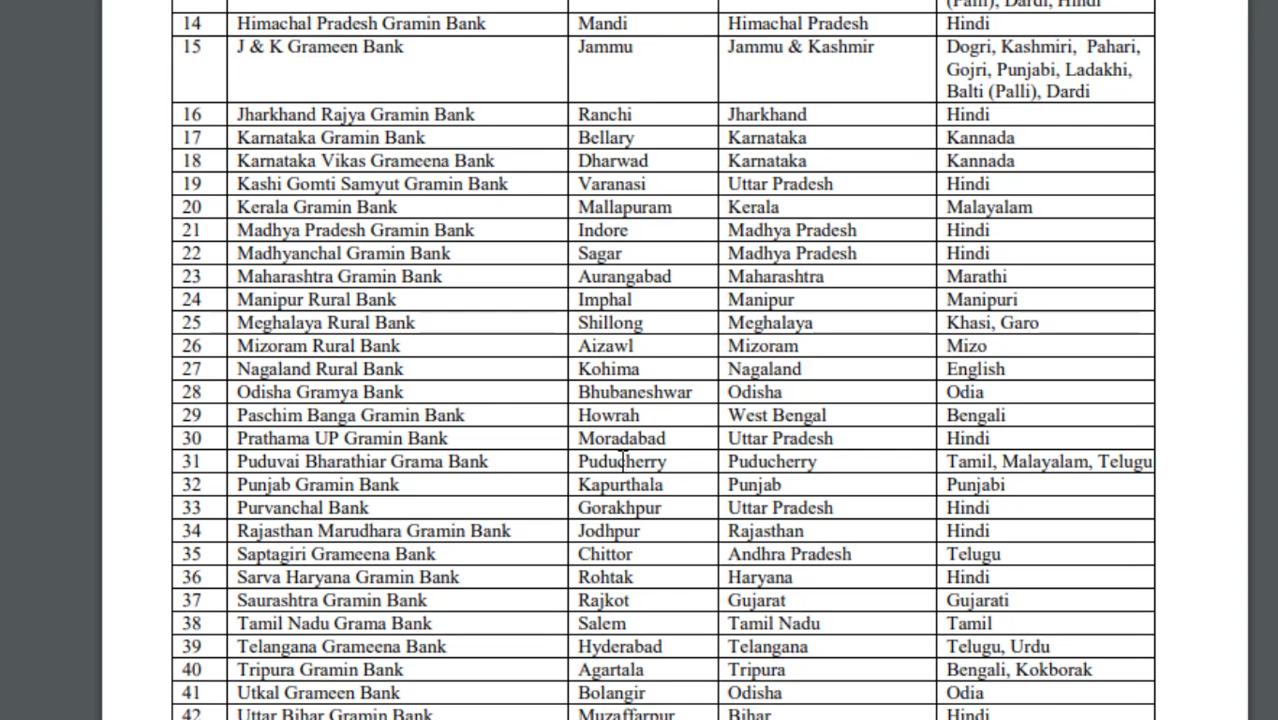 (Palli), Dardi, Hindi
14 Himachal Pradesh Gramin Bank Mandi Himachal Pradesh Hindi
15 J & K Grameen Bank Jammu Jammu & Kashmir Dogri, Kashmiri, Pahari,
Gojri, Punjabi, Ladakhi,
Balti (Palli), Dardi
16 Jharkhand Rajya Gramin Bank Ranchi Jharkhand Hindi
17 Karnataka Gramin Bank Bellary Karnataka Kannada
18 Karnataka Vikas Grameena Bank Dharwad Karnataka Kannada
19 Kashi Gomti Samyut Gramin Bank Varanasi Uttar Pradesh Hindi
20 Kerala Gramin Bank Mallapuram Kerala Malayalam
21 Madhya Pradesh Gramin Bank Indore Madhya Pradesh Hindi
22 Madhyanchal Gramin Bank Sagar Madhya Pradesh Hindi
23 Maharashtra Gramin Bank Aurangabad Maharashtra Marathi
24 Manipur Rural Bank Imphal Manipur Manipuri
25 Meghalaya Rural Bank Shillong Meghalaya Khasi, Garo
26 Mizoram Rural Bank Aizawl Mizoram Mizo
27 Nagaland Rural Bank Kohima Nagaland English
28 Odisha Gramya Bank Bhubaneshwar Odisha Odia
29 Paschim Banga Gramin Bank Howrah West Bengal Bengali
30 Prathama UP Gramin Bank Moradabad Uttar Pradesh Hindi
31 Puduvai Bharathiar Grama Bank Puducherry Puducherry Tamil, Malayalam, Telugu
32 Punjab Gramin Bank Kapurthala Punjab Punjabi
33 Purvanchal Bank Gorakhpur Uttar Pradesh Hindi
34 Rajasthan Marudhara Gramin Bank Jodhpur Rajasthan Hindi
35 Saptagiri Grameena Bank Chittor Andhra Pradesh Telugu
36 Sarva Haryana Gramin Bank Rohtak Haryana Hindi
37 Saurashtra Gramin Bank Rajkot Gujarat Gujarati
38 Tamil Nadu Grama Bank Salem Tamil Nadu Tamil
39 Telangana Grameena Bank Hyderabad Telangana Telugu, Urdu
40 Tripura Gramin Bank Agartala Tripura Bengali, Kokborak
41 Utkal Grameen Bank Bolangir Odisha Odia
42 Uttar Bihar Gramin Bank Muzaffarpur Bihar Hindi